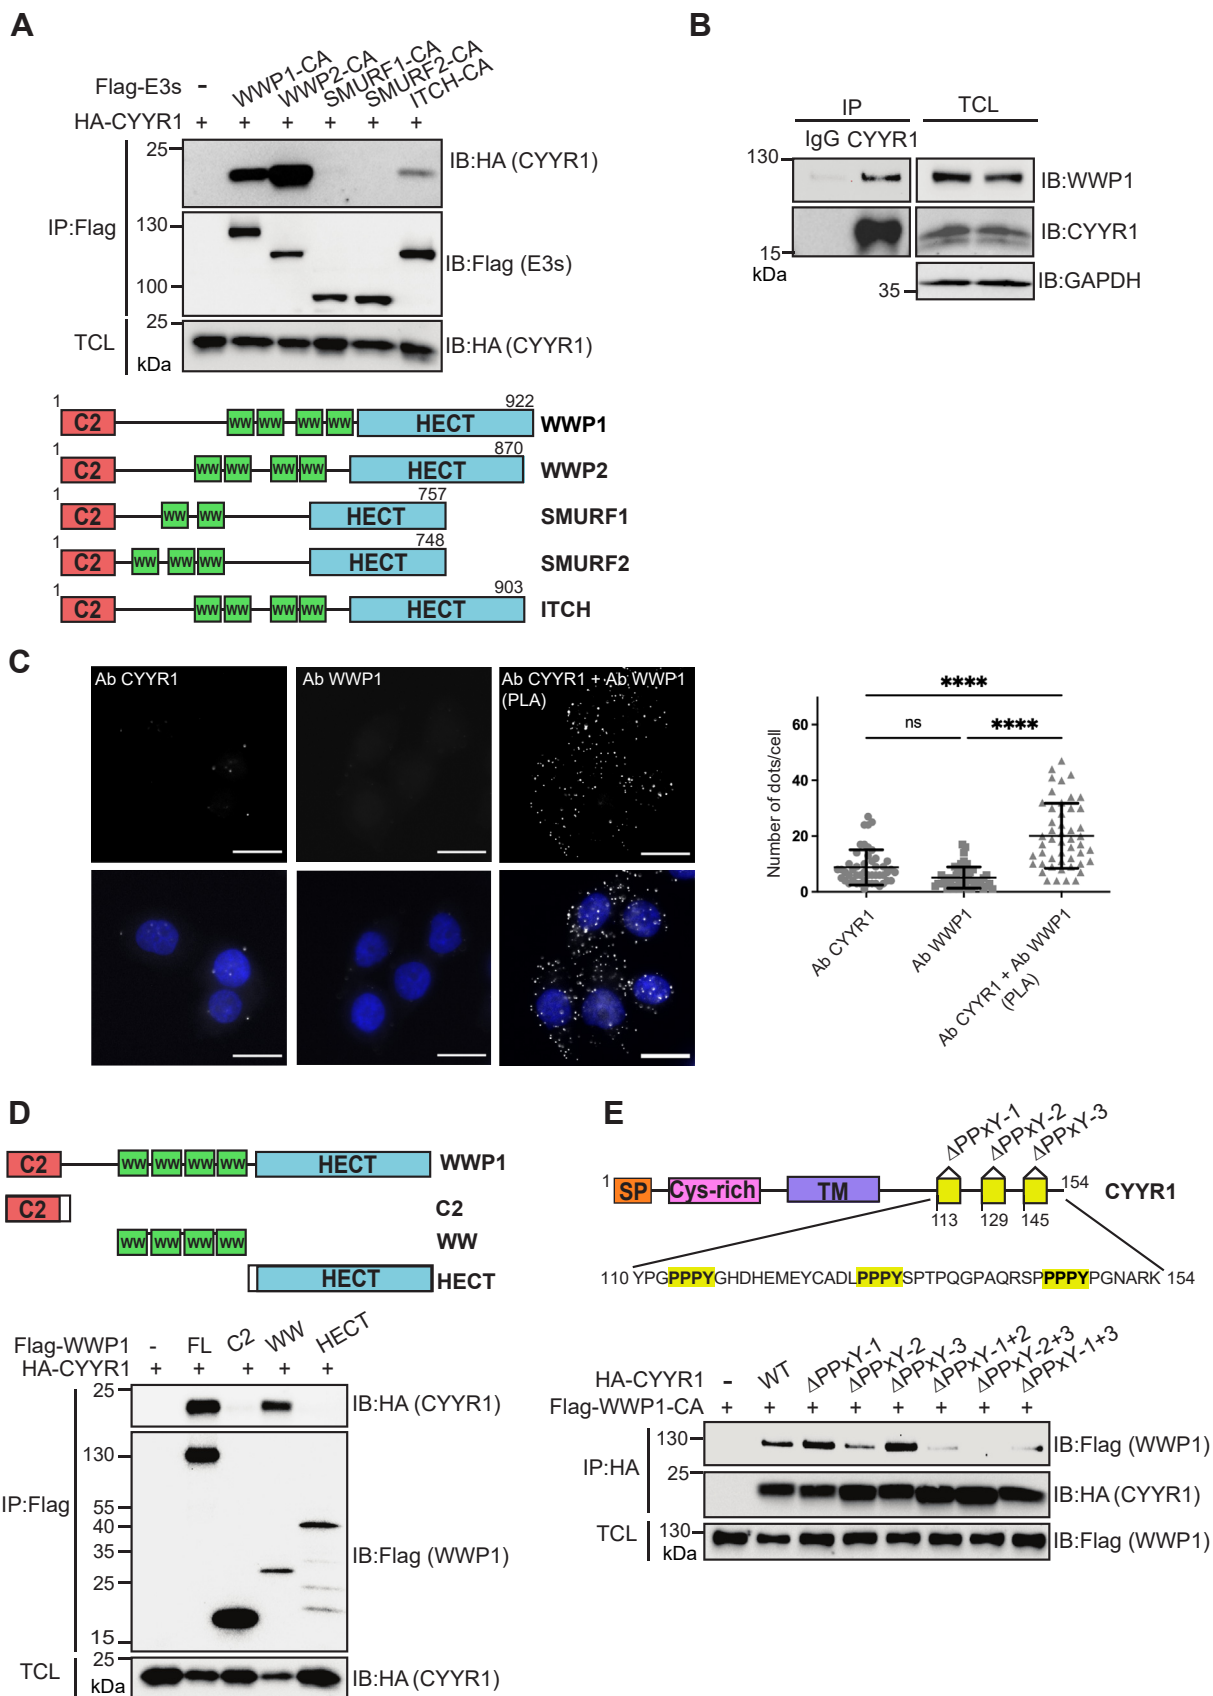 A
Flag-E3s - WWP1-CA WWP2-CA SMURF1-CA SMURF2-CA ITCH-CA
HA-CYYR1 + + + + + +
25
IB:HA (CYYR1)
IP:Flag
130
IB:Flag (E3s)
100
25
TCL
IB:HA (CYYR1)
kDa
1 922
C2 WW WW WW WW HECT WWP1
1 870
C2 WW WW WW WW HECT WWP2
1 757
C2 WW WW HECT SMURF1
1 748
C2 WW WW WW HECT SMURF2
1 903
C2 WW WW WW WW HECT ITCH
B
IP TCL
IgG CYYR1
130
IB:WWP1
IB:CYYR1
15
kDa
35
IB:GAPDH
C
Ab CYYR1
Ab WWP1
Ab CYYR1 + Ab WWP1
(PLA)
****
ns ****
Number of dots/cell
60
40
20
0
Ab CYYR1
Ab WWP1
Ab CYYR1 + Ab WWP1
(PLA)
D
C2 WW WW WW WW HECT WWP1
C2 C2
WW WW WW WW WW
HECT HECT
Flag-WWP1 - FL C2 WW HECT
HA-CYYR1 + + + + +
25
IB:HA (CYYR1)
IP:Flag
130
55
40
35
25
15
IB:Flag (WWP1)
25
TCL
kDa
IB:HA (CYYR1)
E
ΔPPxY-1 ΔPPxY-2 ΔPPxY-3
1 SP Cys-rich TM 154 CYYR1
113 129 145
110 YPGPPPYGHDHEMEYCADLPPPYSPTPQGPAQRSPPPPYPGNARK 154
HA-CYYR1 - WT ΔPPxY-1 ΔPPxY-2 ΔPPxY-3 ΔPPxY-1+2 ΔPPxY-2+3 ΔPPxY-1+3
Flag-WWP1-CA + + + + + + + +
130
IB:Flag (WWP1)
IP:HA
25
IB:HA (CYYR1)
TCL 130
kDa
IB:Flag (WWP1)